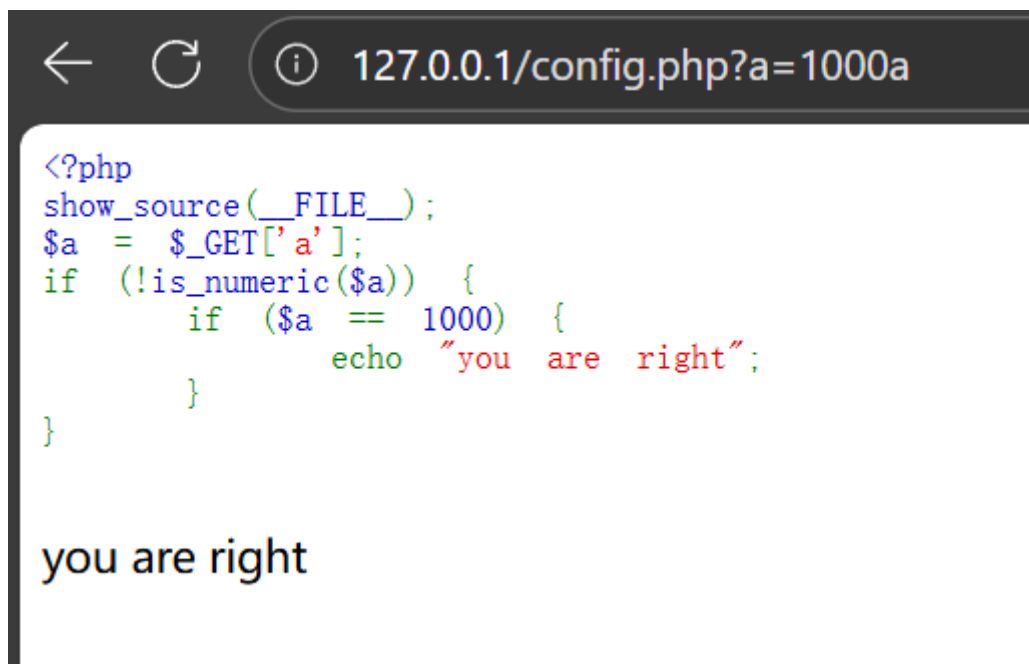 127.0.0.1/config.php?a=1000a
<?php
show_source(__FILE__);
$a = $_GET['a'];
if (!is_numeric($a)) {
if ($a == 1000) {
echo "you are right";
}
}
you are right